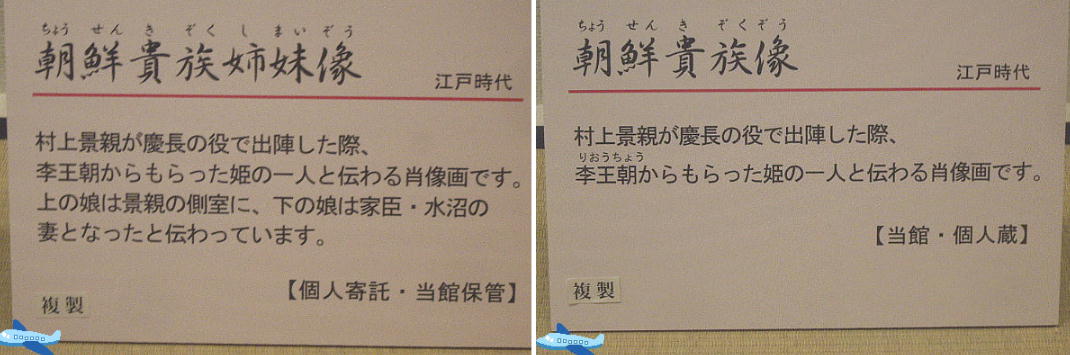 ちょう せん き ぞく し まい ぞう
朝鮮貴族姉妹像
江戸時代
村上景親が慶長の役で出陣した際、
李王朝からもらった姫の一人と伝わる肖像画です。
上の娘は景親の側室に、下の娘は家臣・水沼の
妻となったと伝わっています。
【個人寄託・当館保管】
複製
ちょう せん き ぞくぞう
朝鮮貴族像
江戸時代
村上景親が慶長の役で出陣した際、
りおうちょう
李王朝からもらった姫の一人と伝わる肖像画です。
【当館・個人蔵】
複製